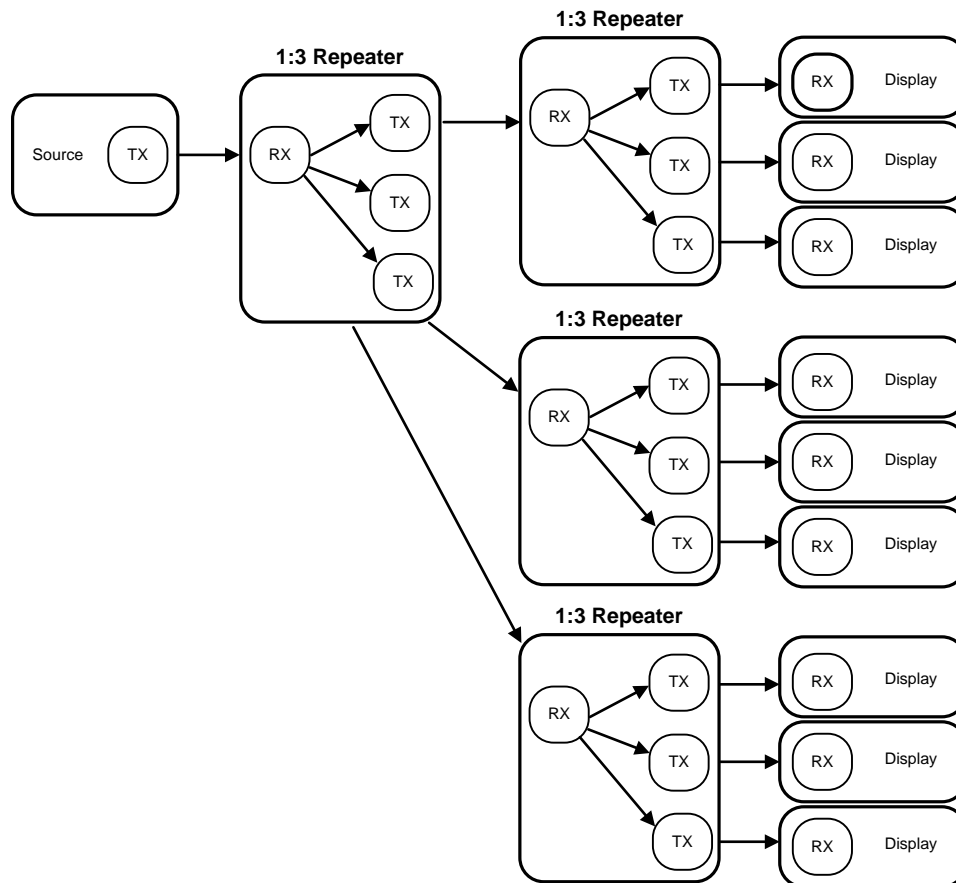 1:3 Repeater
1:3 Repeater
Source
TX
RX
TX
TX
TX
RX
TX
TX
TX
RX
Display
RX
Display
RX
Display
1:3 Repeater
RX
TX
TX
TX
RX
Display
RX
Display
RX
Display
1:3 Repeater
RX
TX
TX
TX
RX
Display
RX
Display
RX
Display